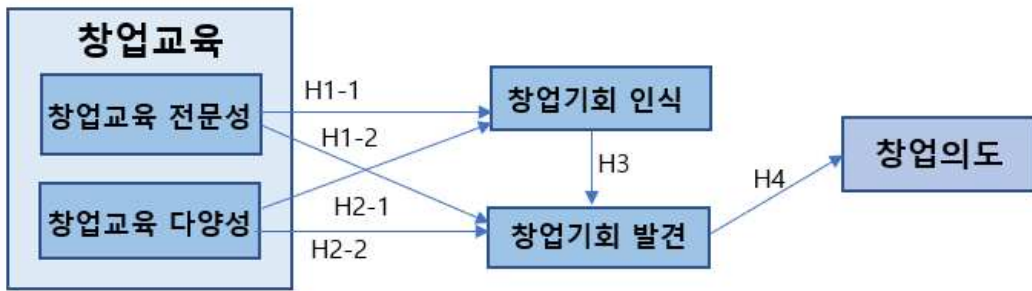 창업교육
창업교육 전문성
창업교육 다양성
H1-1
H1-2
H2-1
H2-2
창업기회 인식
H3
창업기회 발견
H4
창업의도